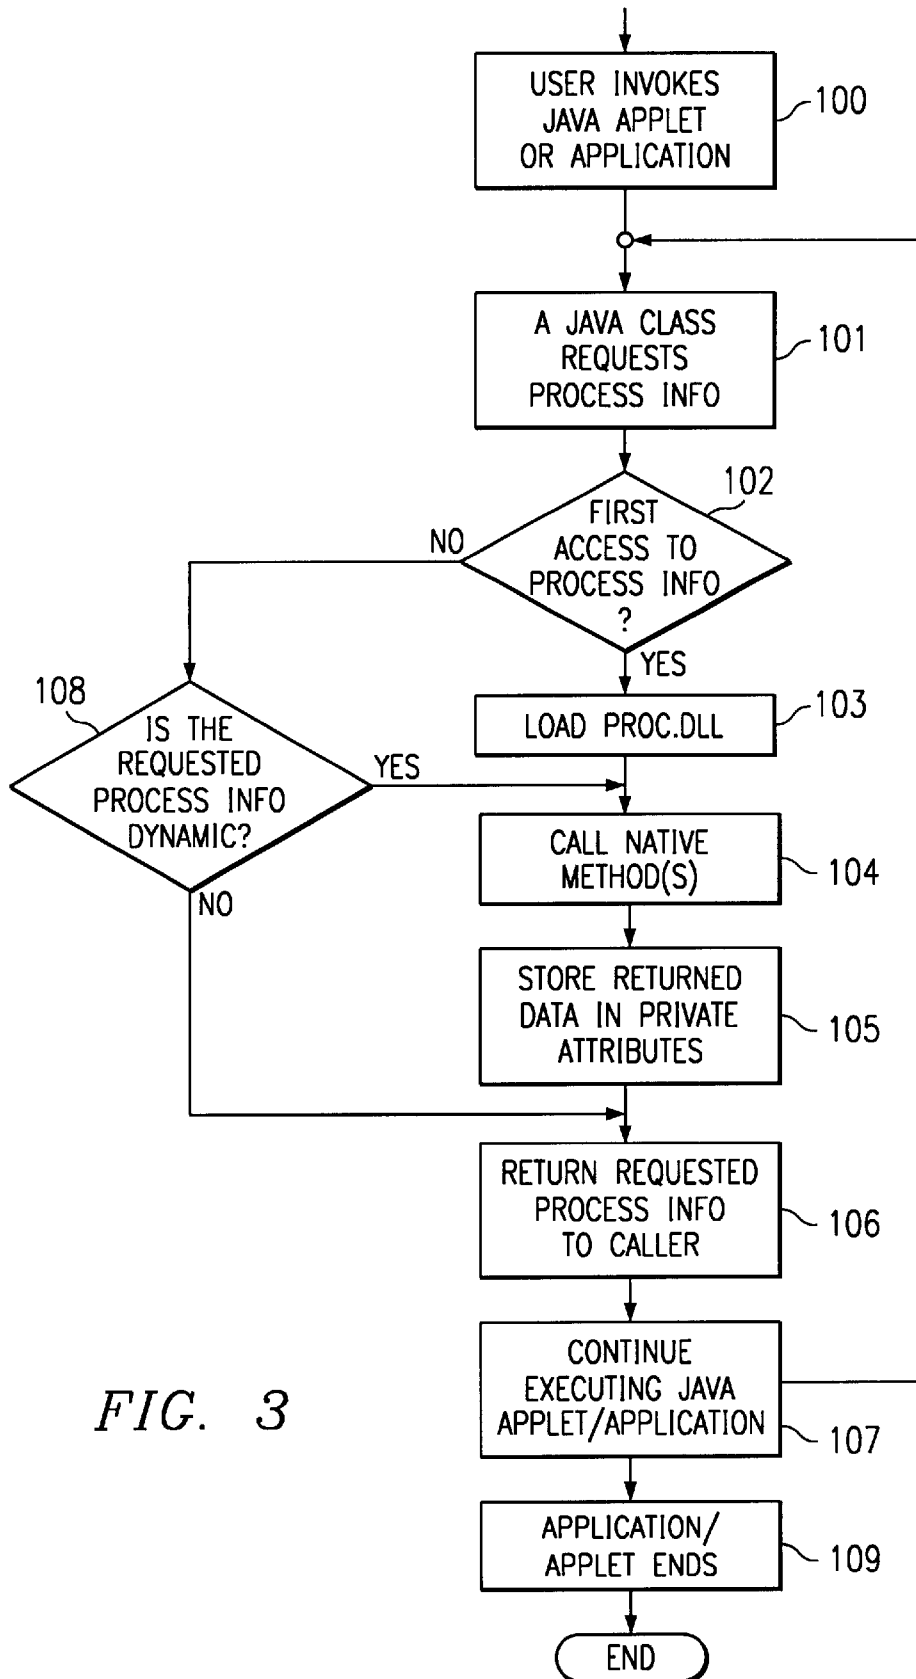 USER INVOKES
JAVA APPLET
OR APPLICATION
100
A JAVA CLASS
REQUESTS
PROCESS INFO
101
102
FIRST
ACCESS TO
PROCESS INFO
?
NO
YES
108
IS THE
REQUESTED
PROCESS INFO
DYNAMIC?
YES
NO
LOAD PROC.DLL
103
CALL NATIVE
METHOD(S)
104
STORE RETURNED
DATA IN PRIVATE
ATTRIBUTES
105
RETURN REQUESTED
PROCESS INFO
TO CALLER
106
CONTINUE
EXECUTING JAVA
APPLET/APPLICATION
107
APPLICATION/
APPLET ENDS
109
END
FIG. 3